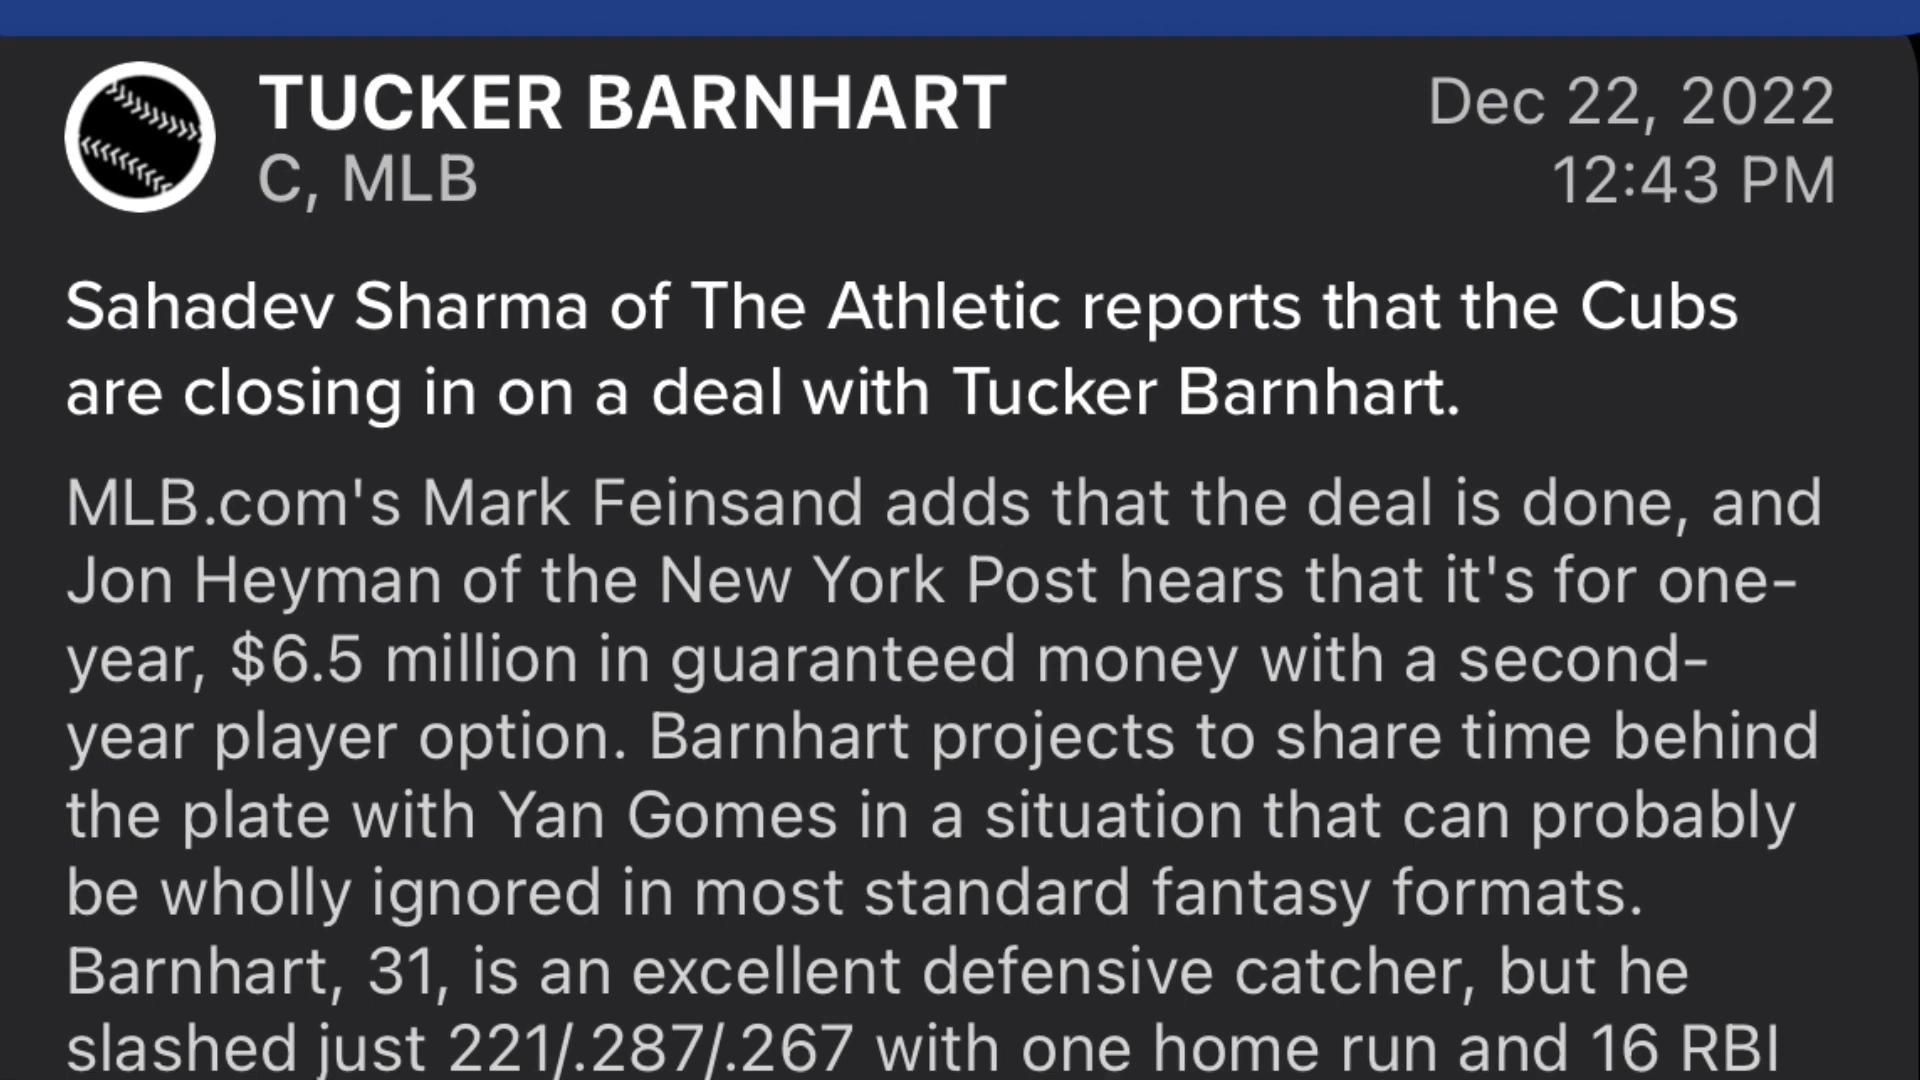 TUCKER BARNHART
C, MLB
Dec 22, 2022
12:43 PM
Sahadev Sharma of The Athletic reports that the Cubs
are closing in on a deal with Tucker Barnhart.
MLB.com's Mark Feinsand adds that the deal is done, and
Jon Heyman of the New York Post hears that it's for one-
year, $6.5 million in guaranteed money with a second-
year player option. Barnhart projects to share time behind
the plate with Yan Gomes in a situation that can probably
be wholly ignored in most standard fantasy formats.
Barnhart, 31, is an excellent defensive catcher, but he
slashed just 221/.287/.267 with one home run and 16 RBI